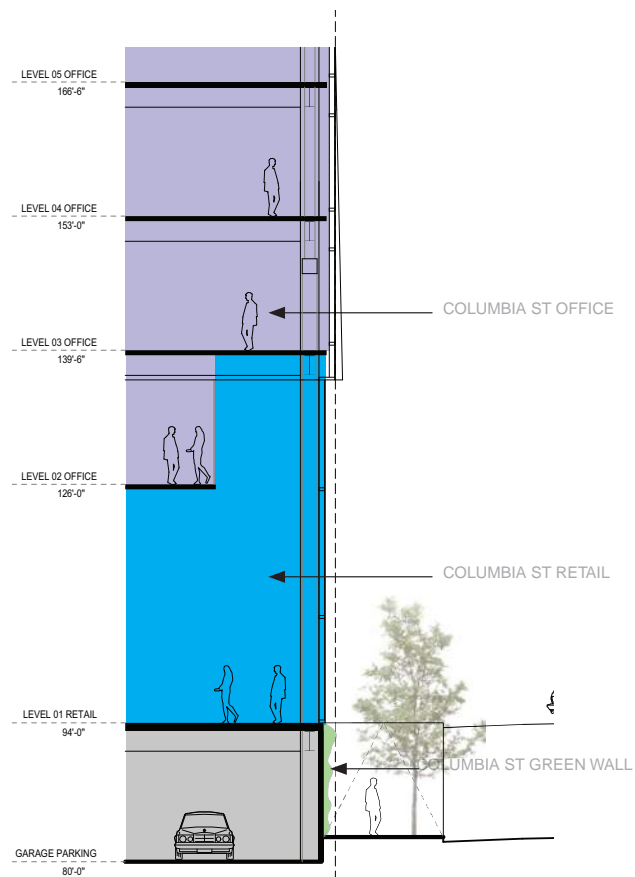 LEVEL 05 OFFICE
166'-6"
LEVEL 04 OFFICE
153'-0"
COLUMBIA ST OFFICE
LEVEL 03 OFFICE
139'-6"
LEVEL 02 OFFICE
126'-0"
COLUMBIA ST RETAIL
LEVEL 01 RETAIL
94'-0"
COLUMBIA ST GREEN WALL
GARAGE PARKING
80'-0"